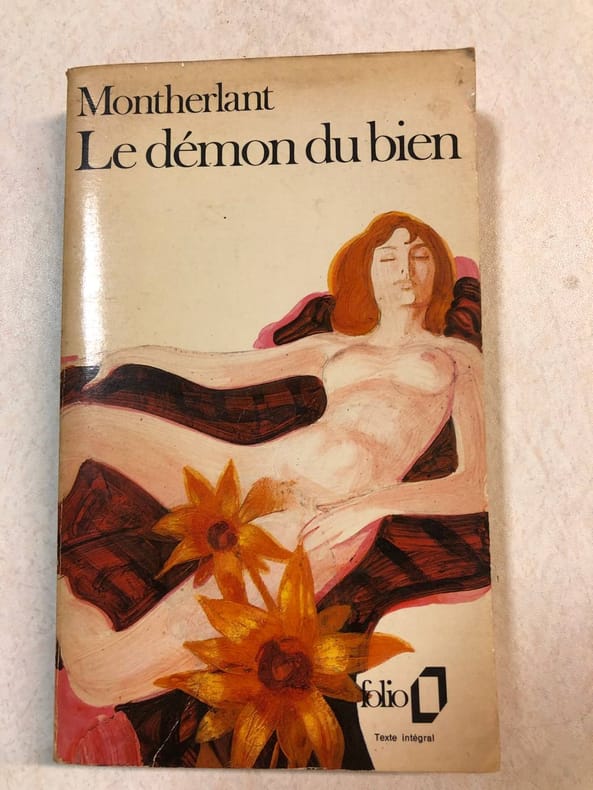 Montherlant
Le démon du bien
folio
Texte intégral